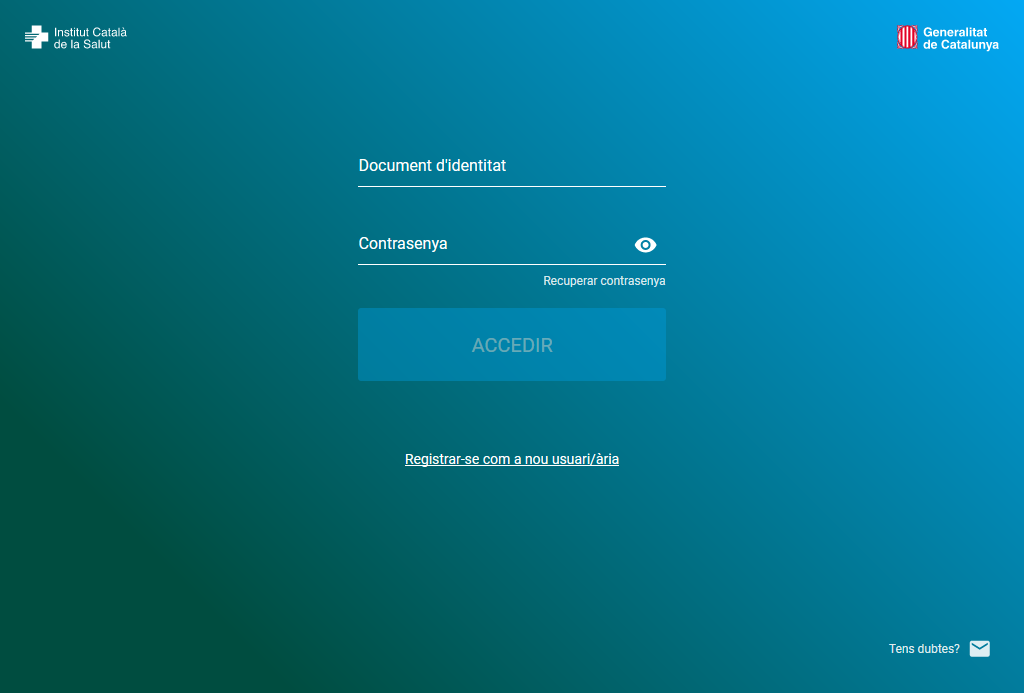 Institut Català
de la Salut
Generalitat
de Catalunya
Document d'identitat
Contrasenya
Recuperar contrasenya
ACCEDIR
Registrar-se com a nou usuari/ària
Tens dubtes?